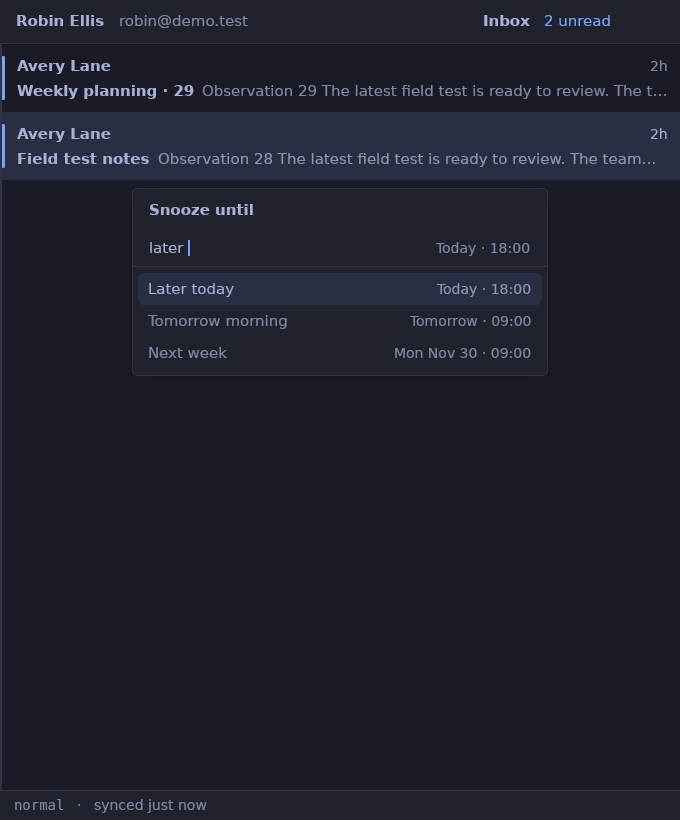 Robin Ellis robin@demo.test Inbox 2 unread
Avery Lane 2h
Weekly planning · 29 Observation 29 The latest field test is ready to review. The t…
Avery Lane 2h
Field test notes Observation 28 The latest field test is ready to review. The team…
Snooze until
later Today · 18:00
Later today Today · 18:00
Tomorrow morning Tomorrow · 09:00
Next week Mon Nov 30 · 09:00
normal · synced just now